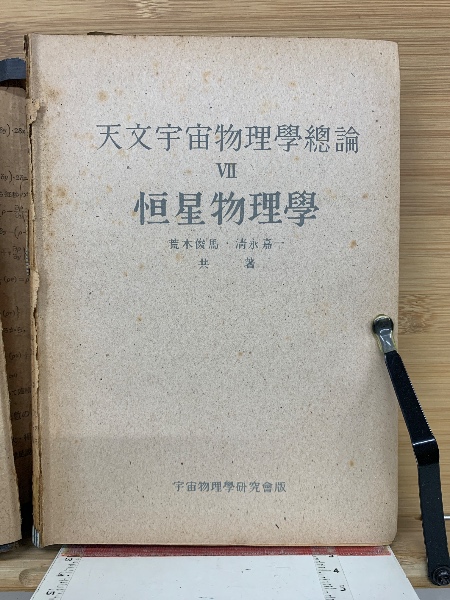 天文宇宙物理學總論
VII
恒星物理學
荒木俊馬・清永嘉一
共 著
宇宙物理學研究會版